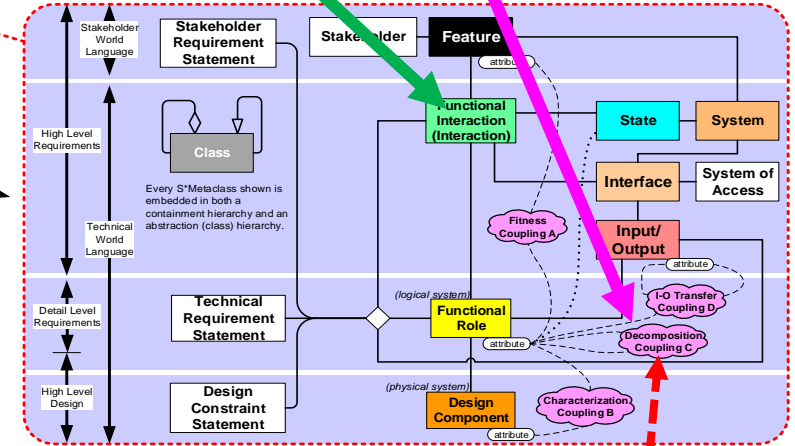 Stakeholder
World
Language
Stakeholder
Requirement
Statement
Stakeholder
Feature
attribute
High Level
Requirements
Functional
Interaction
(Interaction)
State
System
Class
Every S*Metaclass shown is
embedded in both a
containment hierarchy and an
abstraction (class) hierarchy.
Interface
System of
Access
Technical
World
Language
Fitness
Coupling A
Input/
Output
attribute
Detail Level
Requirements
Technical
Requirement
Statement
(logical system)
Functional
Role
attribute
I-O Transfer
Coupling D
Decomposition
Coupling C
High Level
Design
Design
Constraint
Statement
(physical system)
Design
Component
attribute
Characterization
Coupling B